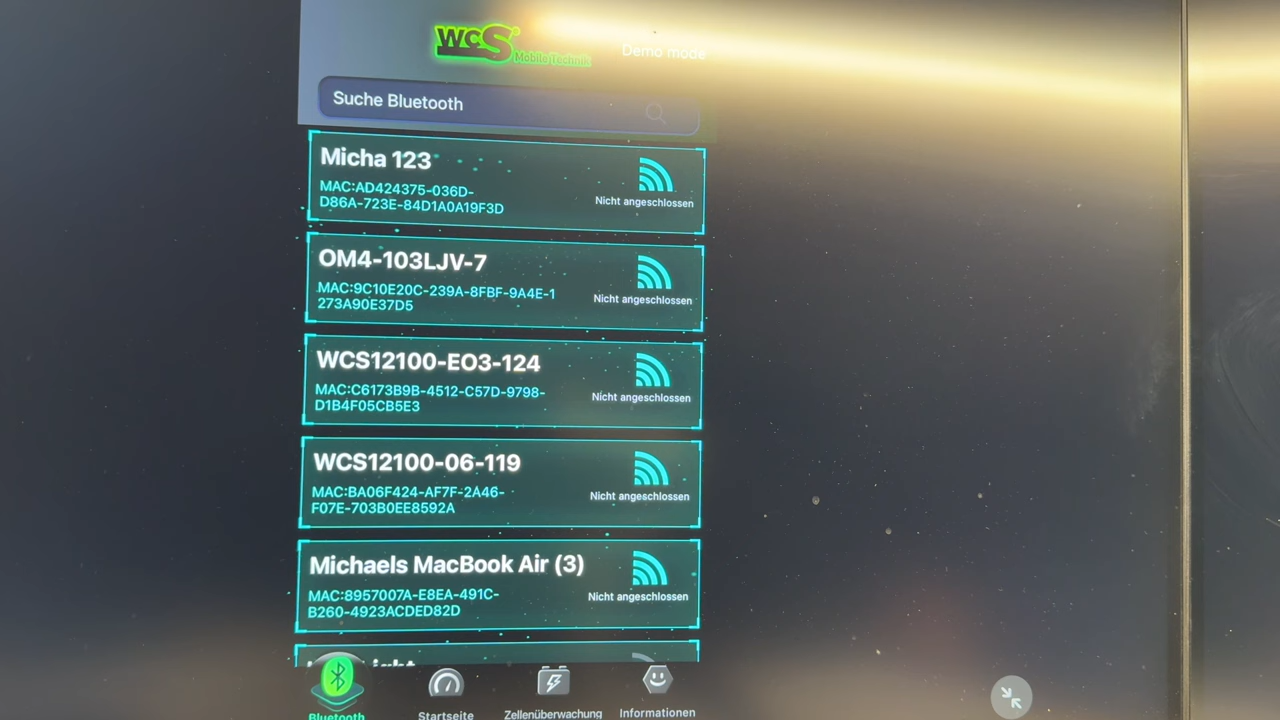 WCS
Mobile Technik
Demo mode
Suche Bluetooth
Micha 123
MAC:AD424375-036D-
D86A-723E-84D1A0A19F3D
Nicht angeschlossen
OM4-103LJV-7
MAC:9C10E20C-239A-8FBF-9A4E-1
273A90E37D5
Nicht angeschlossen
WCS12100-EO3-124
MAC:C6173B9B-4512-C57D-9798-
D1B4F05CB5E3
Nicht angeschlossen
WCS12100-06-119
MAC:BA06F424-AF7F-2A46-
F07E-703B0EE8592A
Nicht angeschlossen
Michaels MacBook Air (3)
MAC:8957007A-E8EA-491C-
B260-4923ACDED82D
Nicht angeschlossen
Bluetooth
Startseite
Zellenüberwachung
Informationen